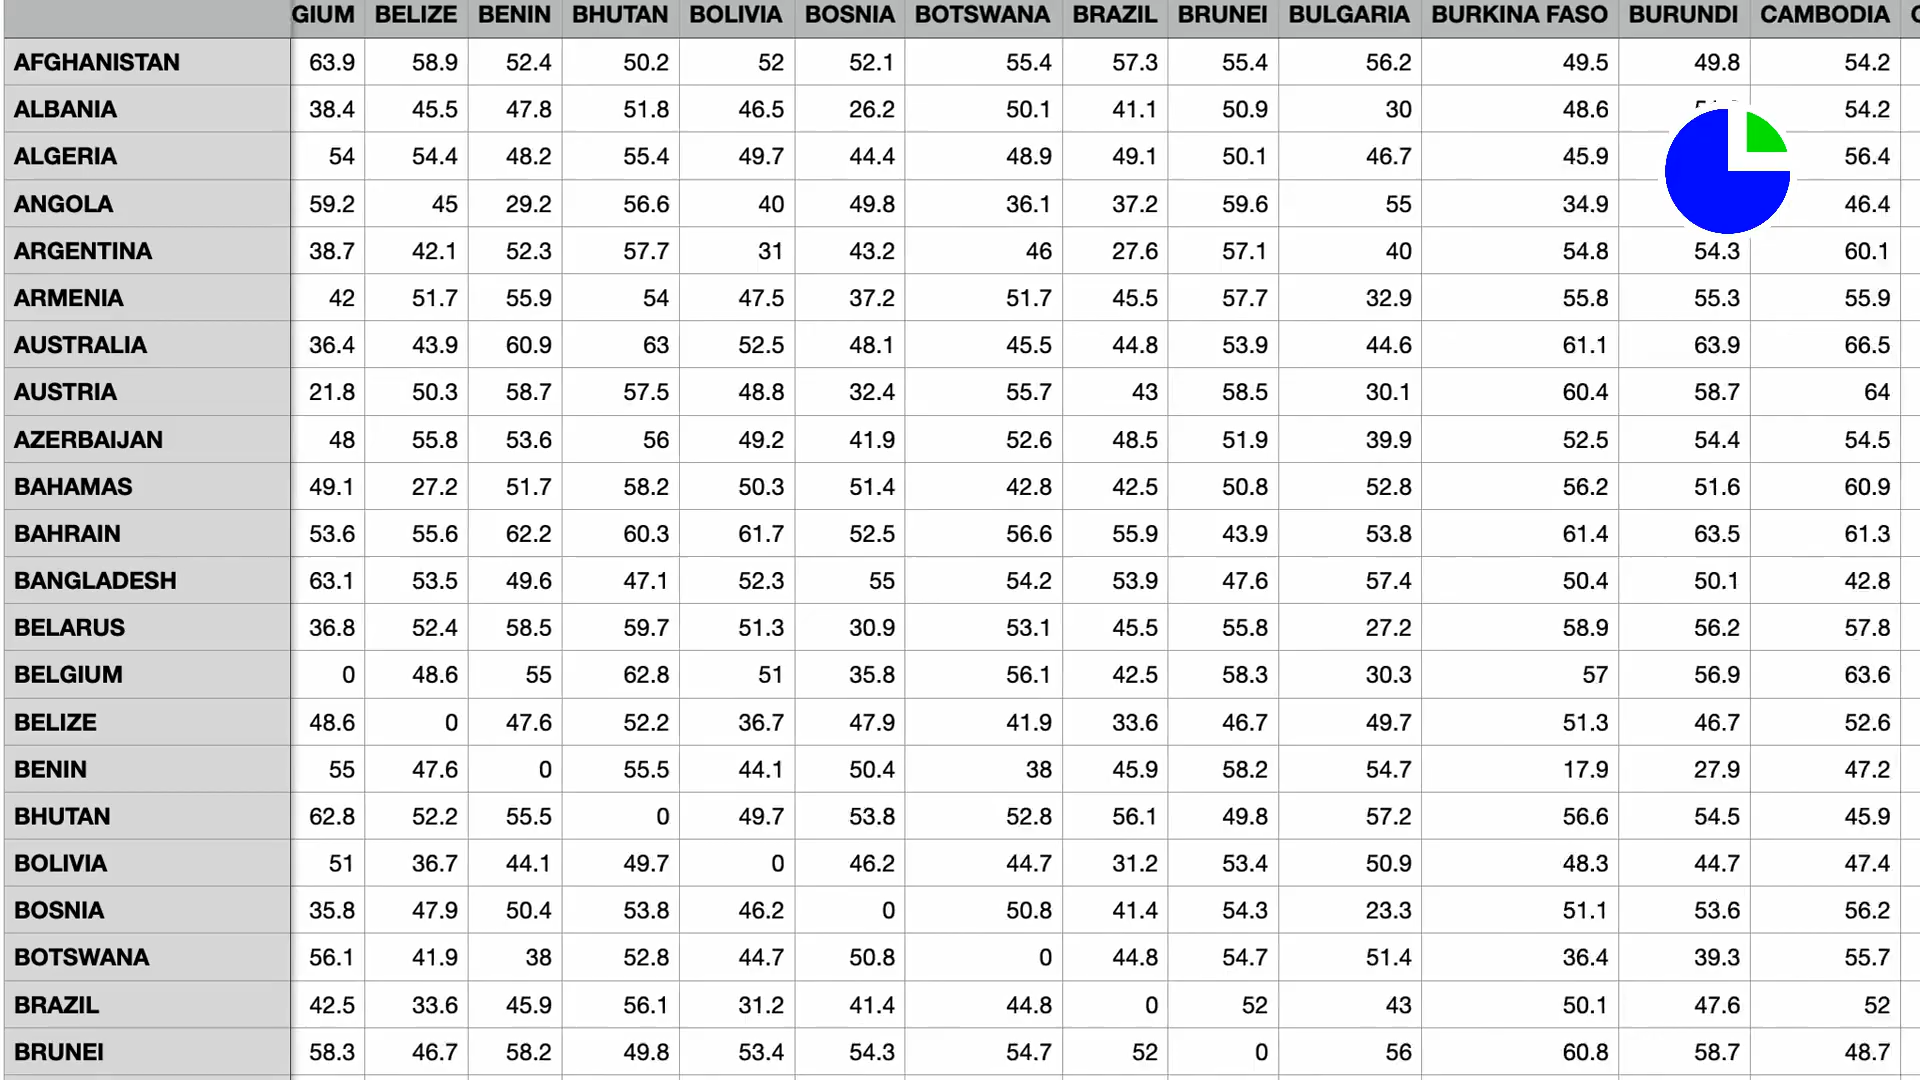 GIUM BELIZE BENIN BHUTAN BOLIVIA BOSNIA BOTSWANA BRAZIL BRUNEI BULGARIA BURKINA FASO BURUNDI CAMBODIA
AFGHANISTAN 63.9 58.9 52.4 50.2 52 52.1 55.4 57.3 55.4 56.2 49.5 49.8 54.2
ALBANIA 38.4 45.5 47.8 51.8 46.5 26.2 50.1 41.1 50.9 30 48.6 54.2
ALGERIA 54 54.4 48.2 55.4 49.7 44.4 48.9 49.1 50.1 46.7 45.9 56.4
ANGOLA 59.2 45 29.2 56.6 40 49.8 36.1 37.2 59.6 55 34.9 46.4
ARGENTINA 38.7 42.1 52.3 57.7 31 43.2 46 27.6 57.1 40 54.8 54.3 60.1
ARMENIA 42 51.7 55.9 54 47.5 37.2 51.7 45.5 57.7 32.9 55.8 55.3 55.9
AUSTRALIA 36.4 43.9 60.9 63 52.5 48.1 45.5 44.8 53.9 44.6 61.1 63.9 66.5
AUSTRIA 21.8 50.3 58.7 57.5 48.8 32.4 55.7 43 58.5 30.1 60.4 58.7 64
AZERBAIJAN 48 55.8 53.6 56 49.2 41.9 52.6 48.5 51.9 39.9 52.5 54.4 54.5
BAHAMAS 49.1 27.2 51.7 58.2 50.3 51.4 42.8 42.5 50.8 52.8 56.2 51.6 60.9
BAHRAIN 53.6 55.6 62.2 60.3 61.7 52.5 56.6 55.9 43.9 53.8 61.4 63.5 61.3
BANGLADESH 63.1 53.5 49.6 47.1 52.3 55 54.2 53.9 47.6 57.4 50.4 50.1 42.8
BELARUS 36.8 52.4 58.5 59.7 51.3 30.9 53.1 45.5 55.8 27.2 58.9 56.2 57.8
BELGIUM 0 48.6 55 62.8 51 35.8 56.1 42.5 58.3 30.3 57 56.9 63.6
BELIZE 48.6 0 47.6 52.2 36.7 47.9 41.9 33.6 46.7 49.7 51.3 46.7 52.6
BENIN 55 47.6 0 55.5 44.1 50.4 38 45.9 58.2 54.7 17.9 27.9 47.2
BHUTAN 62.8 52.2 55.5 0 49.7 53.8 52.8 56.1 49.8 57.2 56.6 54.5 45.9
BOLIVIA 51 36.7 44.1 49.7 0 46.2 44.7 31.2 53.4 50.9 48.3 44.7 47.4
BOSNIA 35.8 47.9 50.4 53.8 46.2 0 50.8 41.4 54.3 23.3 51.1 53.6 56.2
BOTSWANA 56.1 41.9 38 52.8 44.7 50.8 0 44.8 54.7 51.4 36.4 39.3 55.7
BRAZIL 42.5 33.6 45.9 56.1 31.2 41.4 44.8 0 52 43 50.1 47.6 52
BRUNEI 58.3 46.7 58.2 49.8 53.4 54.3 54.7 52 0 56 60.8 58.7 48.7